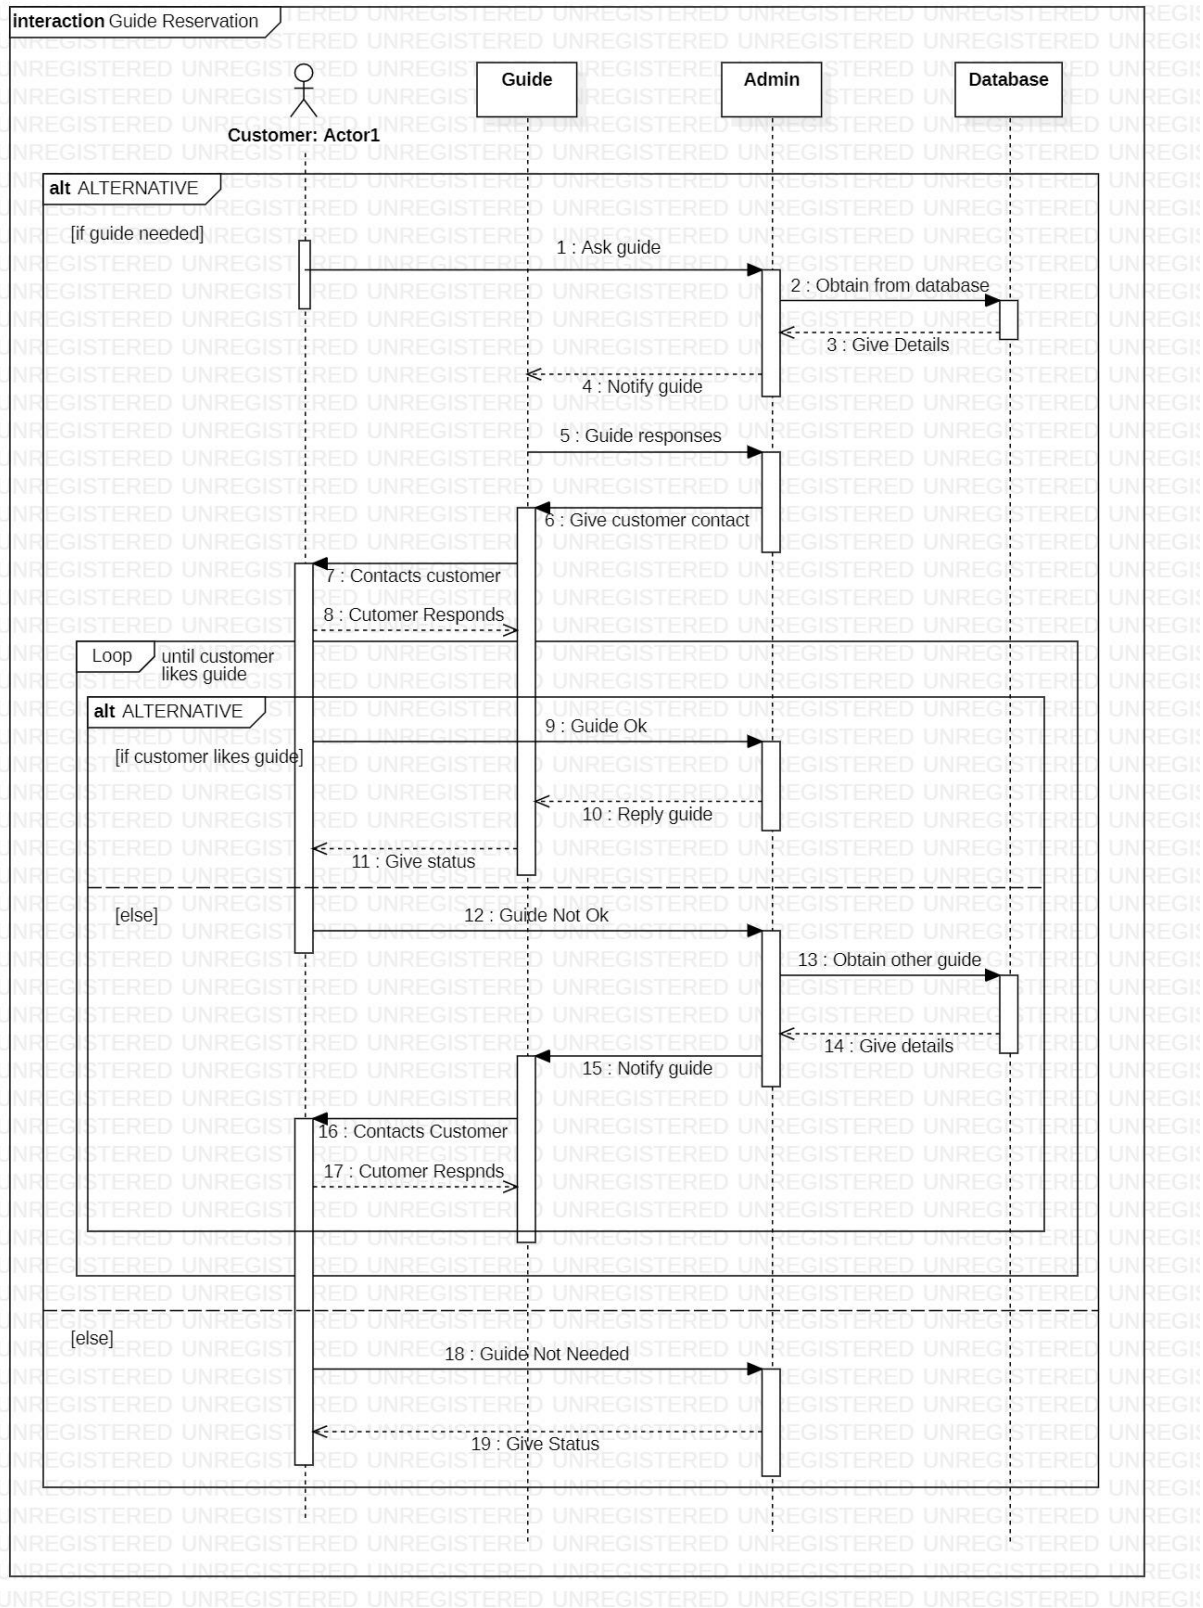 interaction Guide Reservation
Guide
Admin
Database
Customer: Actor1
alt ALTERNATIVE
[if guide needed]
1 : Ask guide
2 : Obtain from database
3 : Give Details
4 : Notify guide
5 : Guide responses
6 : Give customer contact
7 : Contacts customer
8 : Cutomer Responds
Loop
until customer
likes guide
alt ALTERNATIVE
9 : Guide Ok
[if customer likes guide]
10 : Reply guide
11 : Give status
[else]
12 : Guide Not Ok
13 : Obtain other guide
14 : Give details
15 : Notify guide
16 : Contacts Customer
17 : Cutomer Respnds
[else]
18 : Guide Not Needed
19 : Give Status
UNREGISTERED